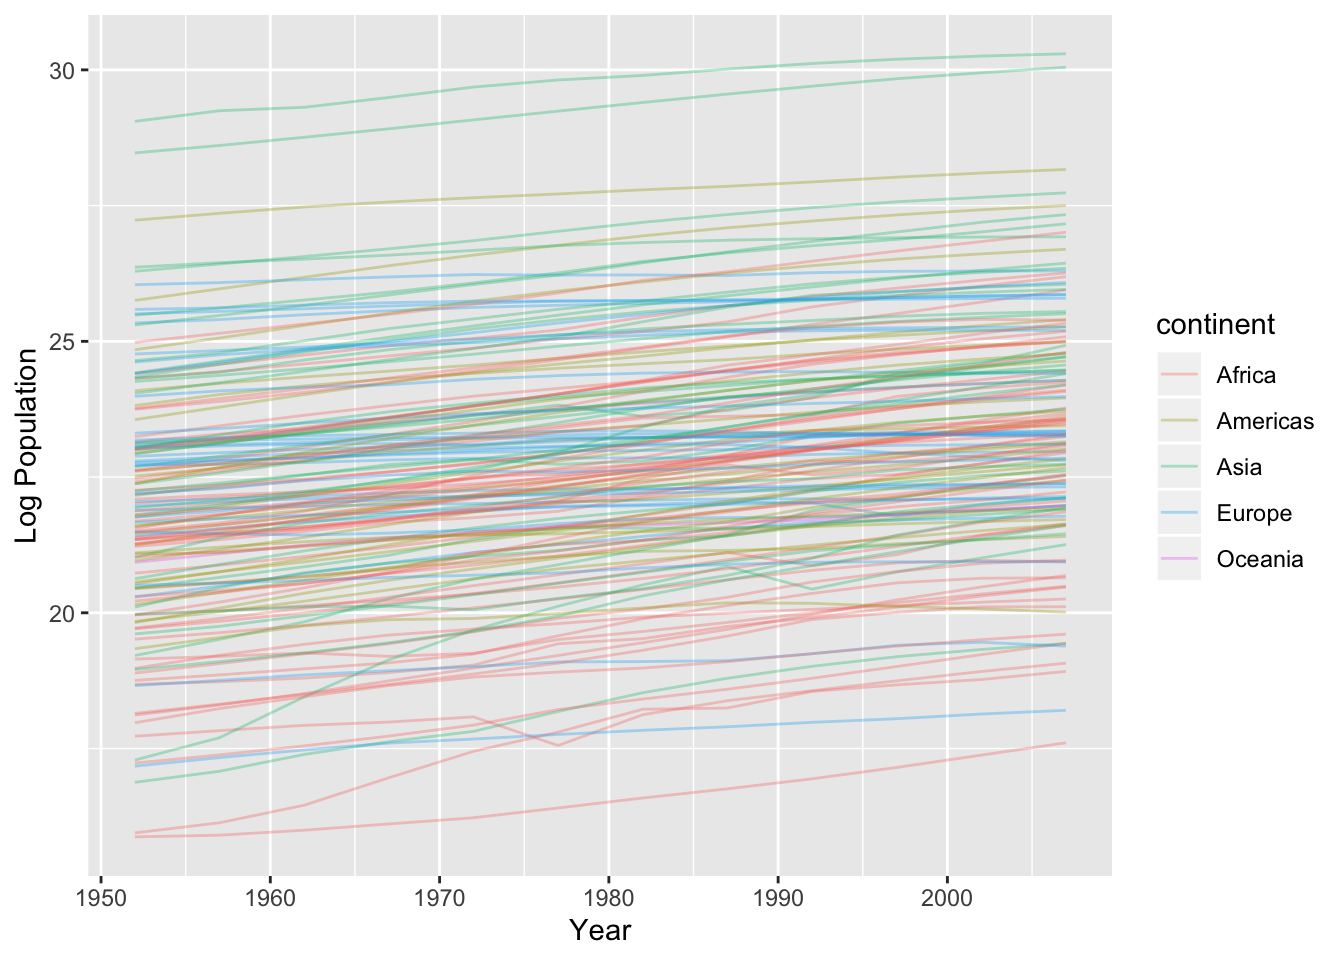 30
25
20
Log Population
1950 1960 1970 1980 1990 2000
Year
continent
Africa
Americas
Asia
Europe
Oceania